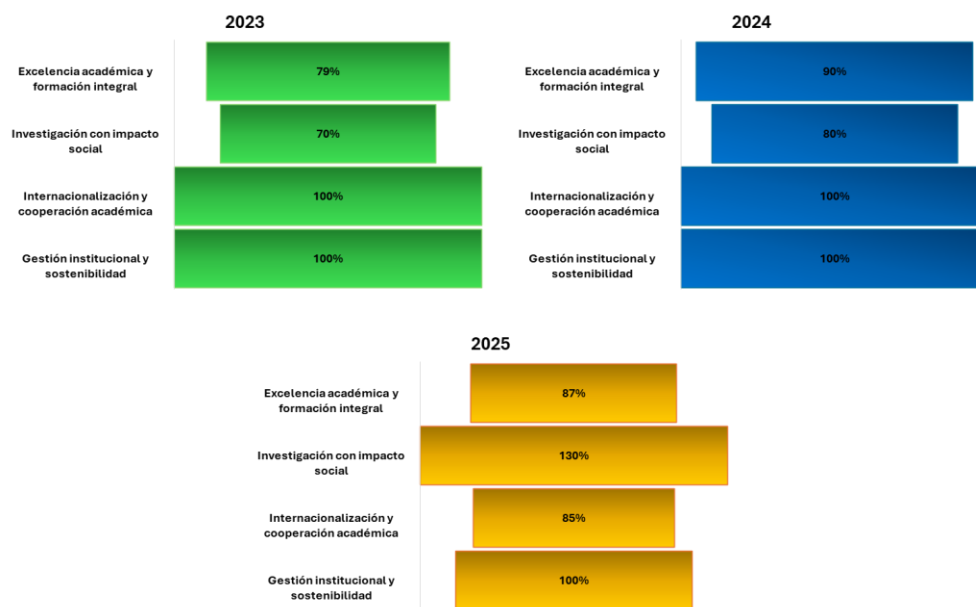 2023
Excelencia académica y
formación integral
79%
Investigación con impacto
social
70%
Internacionalización y
cooperación académica
100%
Gestión institucional y
sostenibilidad
100%
2024
Excelencia académica y
formación integral
90%
Investigación con impacto
social
80%
Internacionalización y
cooperación académica
100%
Gestión institucional y
sostenibilidad
100%
2025
Excelencia académica y
formación integral
87%
Investigación con impacto
social
130%
Internacionalización y
cooperación académica
85%
Gestión institucional y
sostenibilidad
100%